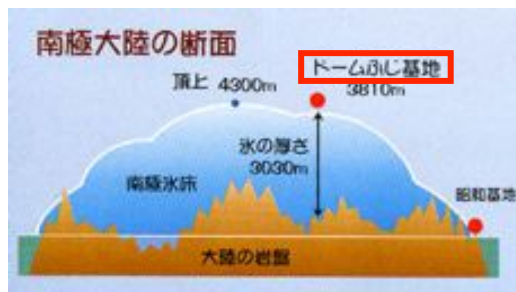 南極大陸の断面
ドームふじ基地
頂上 4300m
3810m
氷の厚さ
3030m
南極氷床
昭和基地
大陸の岩盤